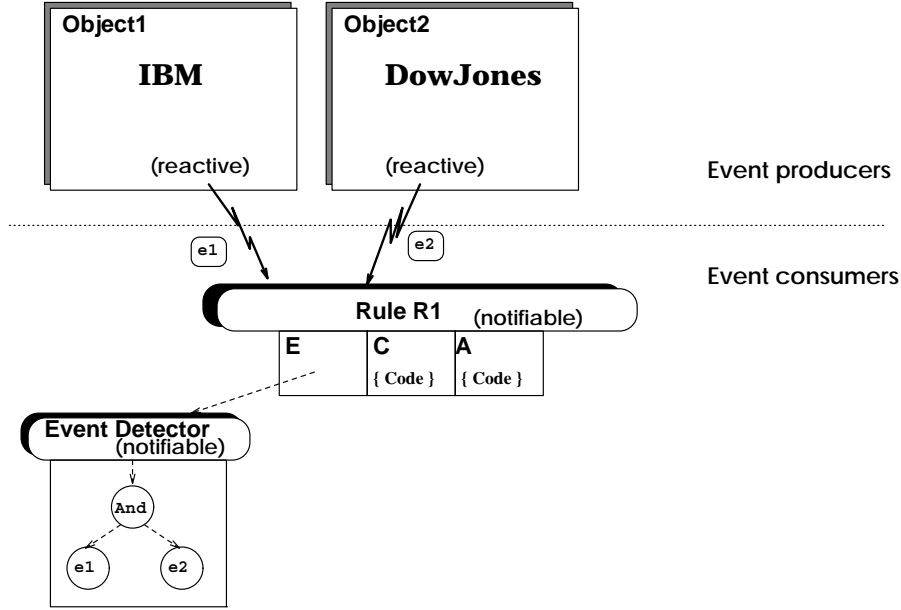 Object1
IBM
(reactive)
Object2
DowJones
(reactive)
Event producers
e1
e2
Event consumers
Rule R1 (notifiable)
E
C
A
{ Code }
{ Code }
Event Detector
(notifiable)
And
e1
e2